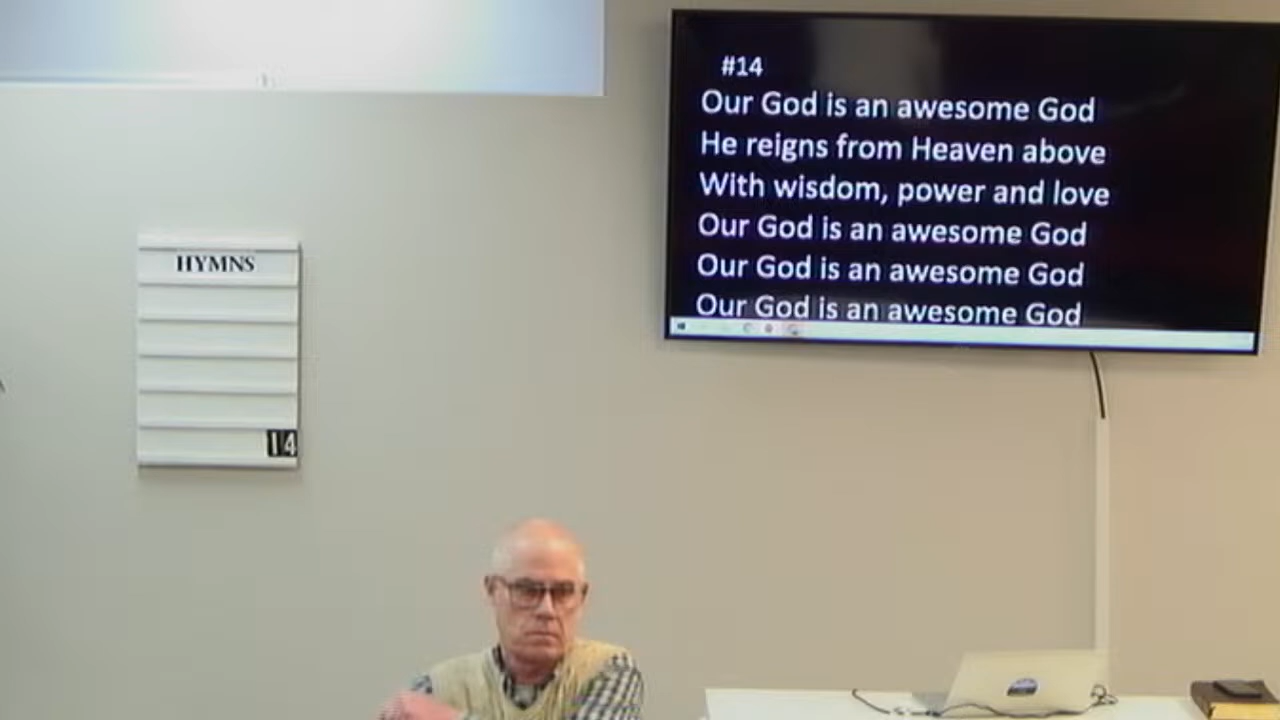 HYMNS
14
#14
Our God is an awesome God
He reigns from Heaven above
With wisdom, power and love
Our God is an awesome God
Our God is an awesome God
Our God is an awesome God